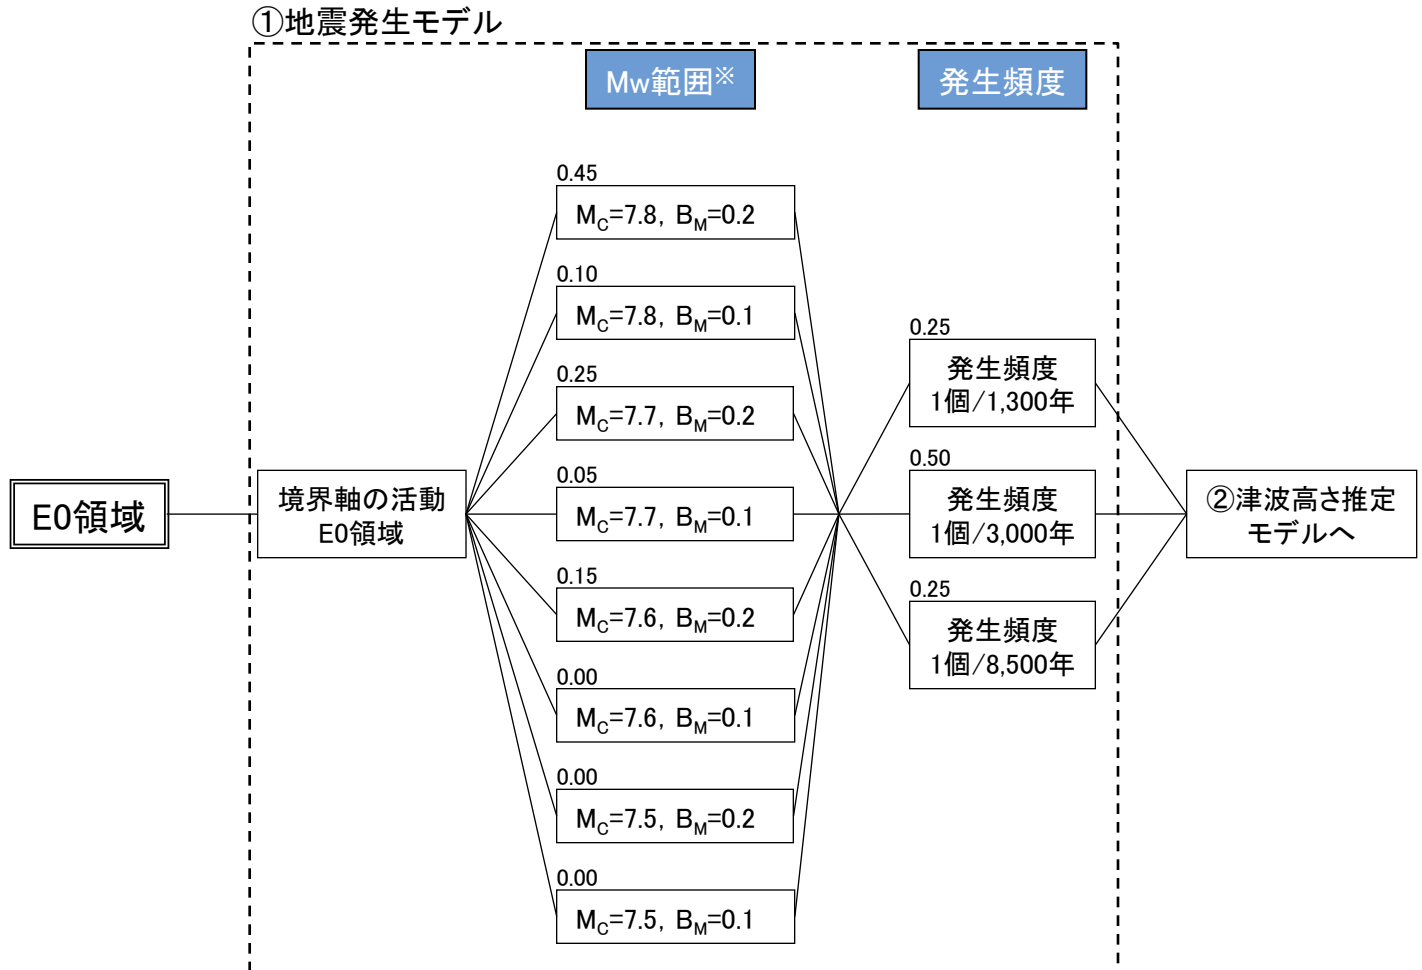 ①地震発生モデル
Mw範囲※
発生頻度
0.45
MC=7.8, BM=0.2
0.10
MC=7.8, BM=0.1
0.25
MC=7.7, BM=0.2
0.05
MC=7.7, BM=0.1
0.15
MC=7.6, BM=0.2
0.00
MC=7.6, BM=0.1
0.00
MC=7.5, BM=0.2
0.00
MC=7.5, BM=0.1
E0領域
境界軸の活動
E0領域
0.25
発生頻度
1個/1,300年
0.50
発生頻度
1個/3,000年
0.25
発生頻度
1個/8,500年
②津波高さ推定
モデルへ